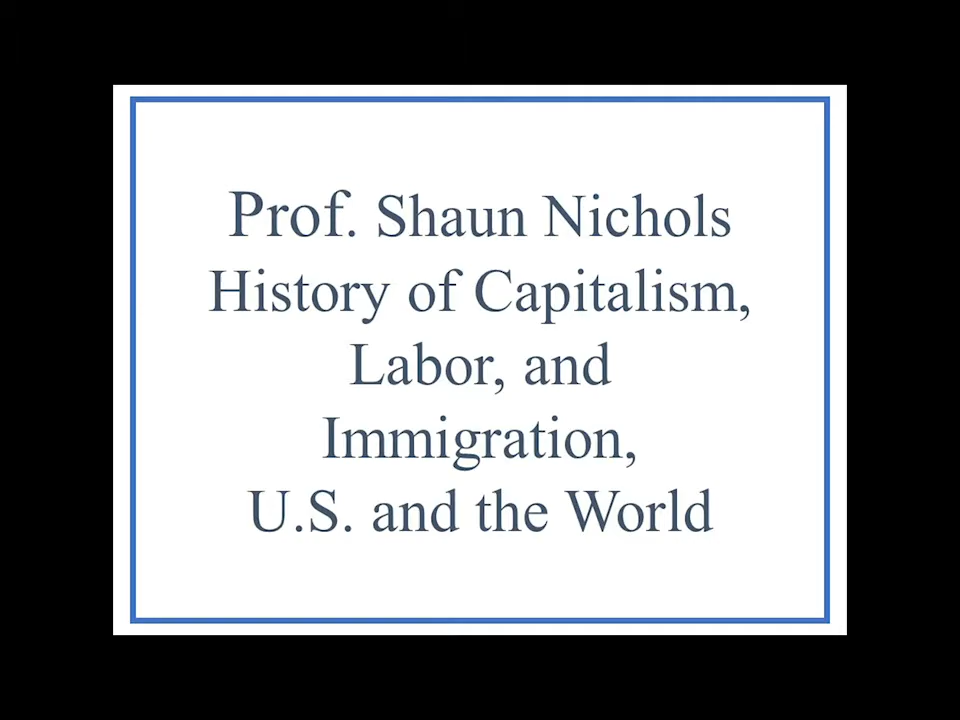 Prof. Shaun Nichols
History of Capitalism,
Labor, and
Immigration,
U.S. and the World